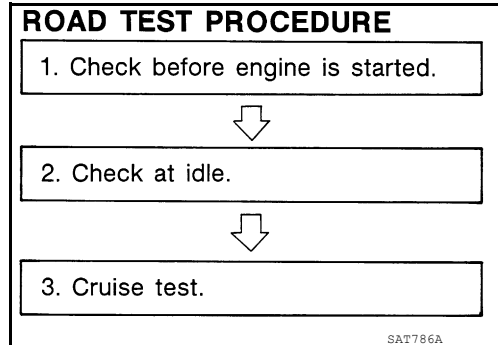 ROAD TEST PROCEDURE
1. Check before engine is started.
2. Check at idle.
3. Cruise test.
SAT786A